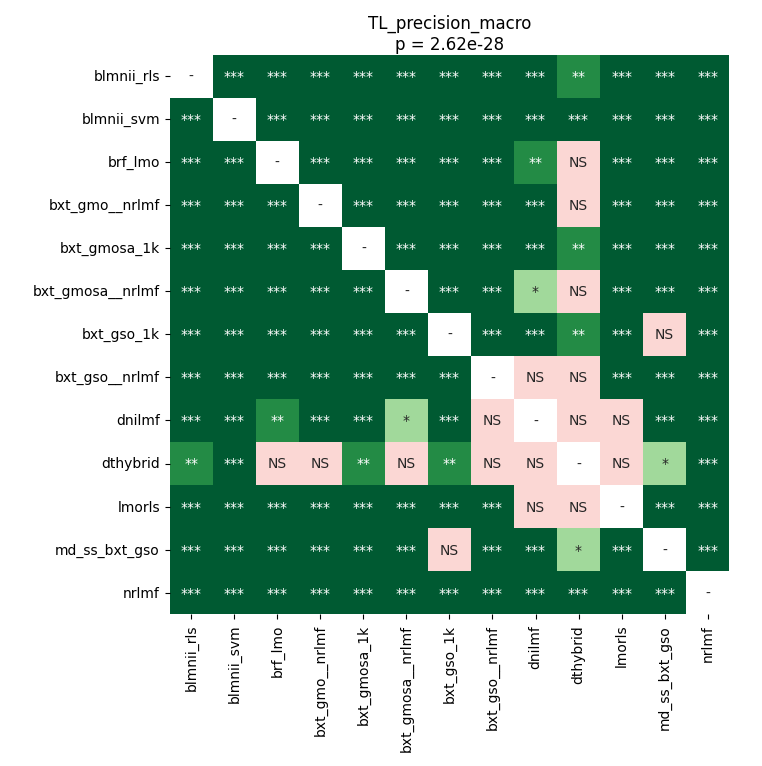 TL_precision_macro
p = 2.62e-28
blmnii_rls - *** *** *** *** *** *** *** *** ** *** *** ***
blmnii_svm *** - *** *** *** *** *** *** *** *** *** *** ***
brf_lmo *** *** - *** *** *** *** *** ** NS *** *** ***
bxt_gmo__nrlmf *** *** *** - *** *** *** *** *** NS *** *** ***
bxt_gmosa_1k *** *** *** *** - *** *** *** *** ** *** *** ***
bxt_gmosa__nrlmf *** *** *** *** *** - *** *** * NS *** *** ***
bxt_gso_1k *** *** *** *** *** *** - *** *** ** *** NS ***
bxt_gso__nrlmf *** *** *** *** *** *** *** - NS NS *** *** ***
dnilmf *** *** ** *** *** * *** NS - NS NS *** ***
dthybrid ** *** NS NS ** NS ** NS NS - NS * ***
lmorls *** *** *** *** *** *** *** *** NS NS - *** ***
md_ss_bxt_gso *** *** *** *** *** *** NS *** *** * *** - ***
nrlmf *** *** *** *** *** *** *** *** *** *** *** *** -
blmnii_rls
blmnii_svm
brf_lmo
bxt_gmo__nrlmf
bxt_gmosa_1k
bxt_gmosa__nrlmf
bxt_gso_1k
bxt_gso__nrlmf
dnilmf
dthybrid
lmorls
md_ss_bxt_gso
nrlmf